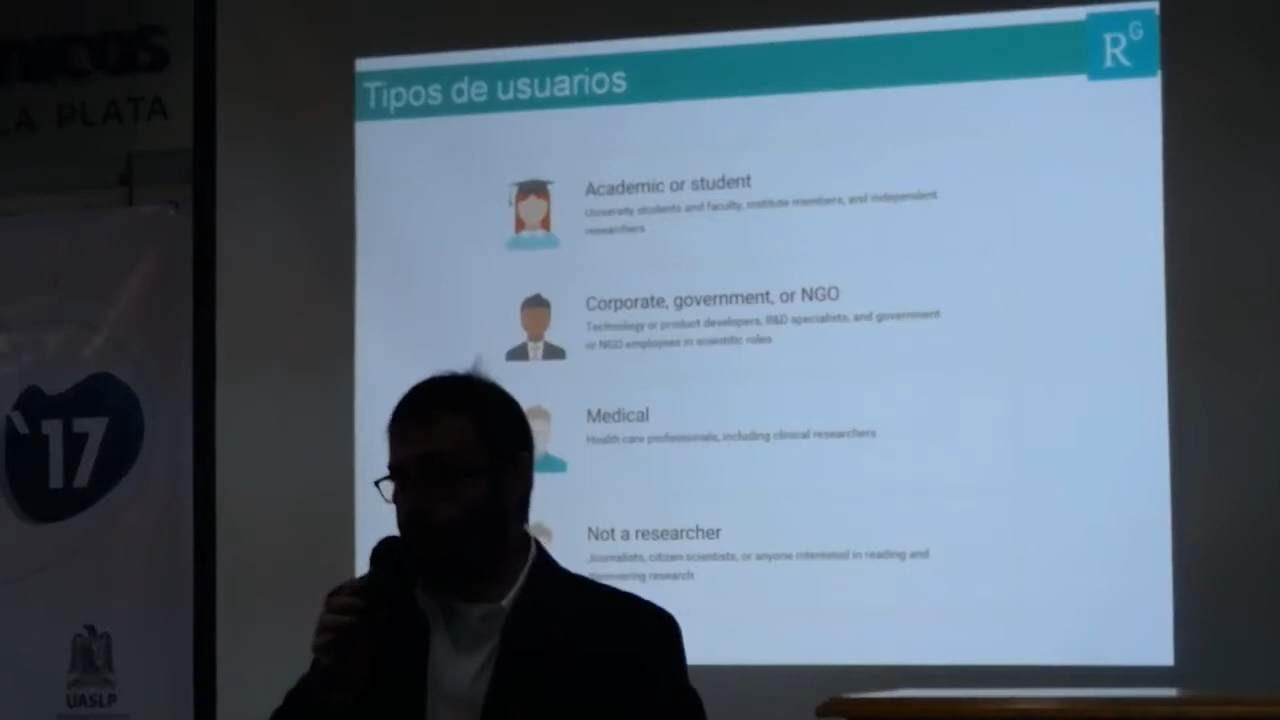 LA PLATA
'17
UASLP
Tipos de usuarios
RG
Academic or student
University students and faculty, institute members, and independent
researchers
Corporate, government, or NGO
Technology or product developers, R&D specialists, and government
or NGO employees in scientific roles
Medical
Health care professionals, including clinical researchers
Not a researcher
Journalists, citizen scientists, or anyone interested in reading and
research